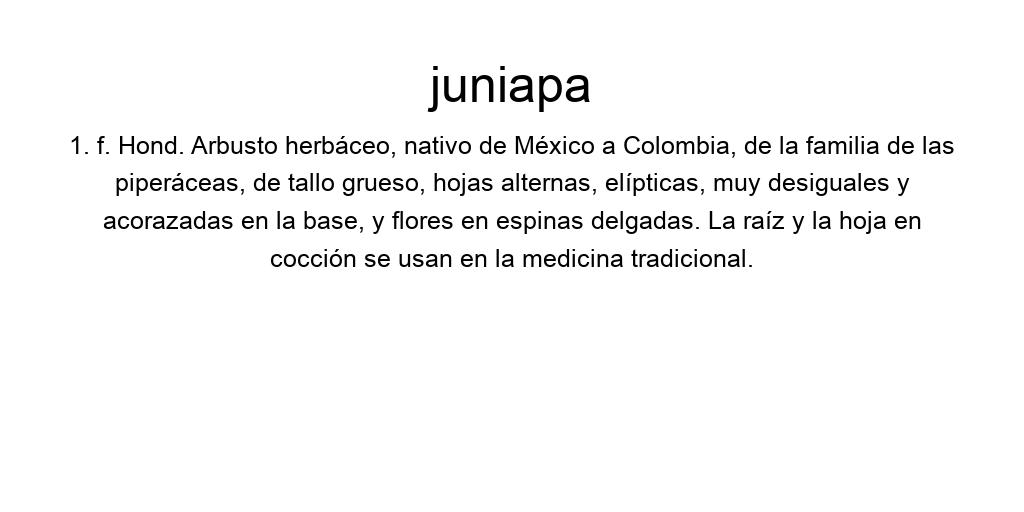 juniapa
1. f. Hond. Arbusto herbáceo, nativo de México a Colombia, de la familia de las
piperáceas, de tallo grueso, hojas alternas, elípticas, muy desiguales y
acorazadas en la base, y flores en espinas delgadas. La raíz y la hoja en
cocción se usan en la medicina tradicional.